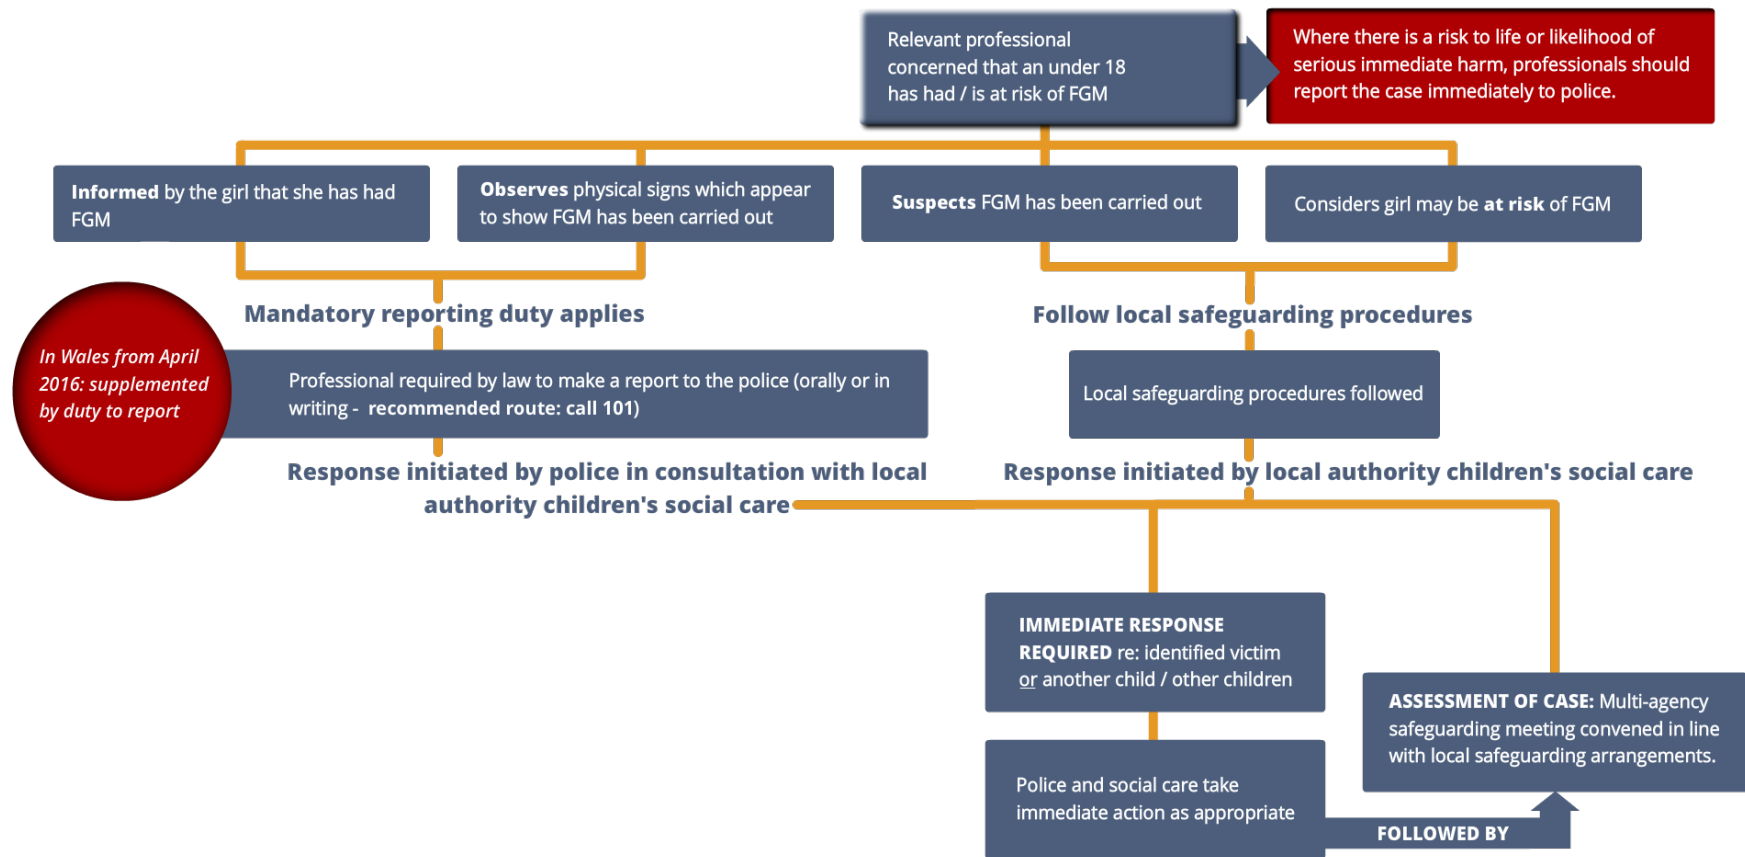 Relevant professional
concerned that an under 18
has had / is at risk of FGM
Where there is a risk to life or likelihood of
serious immediate harm, professionals should
report the case immediately to police.
Informed by the girl that she has had
FGM
Observes physical signs which appear
to show FGM has been carried out
Suspects FGM has been carried out
Considers girl may be at risk of FGM
Mandatory reporting duty applies
Follow local safeguarding procedures
In Wales from April
2016: supplemented
by duty to report
Professional required by law to make a report to the police (orally or in
writing - recommended route: call 101)
Local safeguarding procedures followed
Response initiated by police in consultation with local
authority children's social care
Response initiated by local authority children's social care
IMMEDIATE RESPONSE
REQUIRED re: identified victim
or another child / other children
ASSESSMENT OF CASE: Multi-agency
safeguarding meeting convened in line
with local safeguarding arrangements.
Police and social care take
immediate action as appropriate
FOLLOWED BY